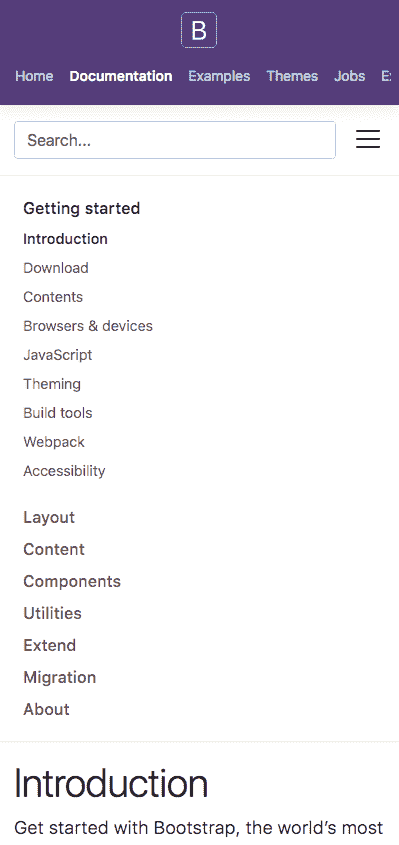 B
Home Documentation Examples Themes Jobs
Search...
Getting started
Introduction
Download
Contents
Browsers & devices
JavaScript
Theming
Build tools
Webpack
Accessibility
Layout
Content
Components
Utilities
Extend
Migration
About
Introduction
Get started with Bootstrap, the world’s most